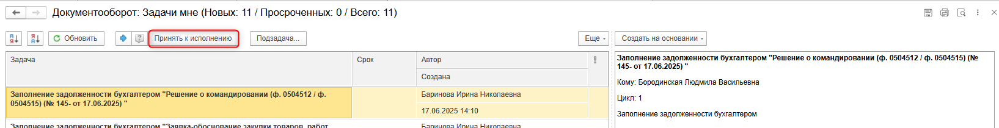 Документооборот: Задачи мне (Новых: 11 / Просроченных: 0 / Всего: 11)
Обновить
Принять к исполнению
Подзадача...
Еще
Создать на основании
Задача
Срок
Автор
Создана
Заполнение задолженности бухгалтером "Решение о командировании (ф. 0504512 / ф.
0504515) (№ 145- от 17.06.2025) "
Баринова Ирина Николаевна
17.06.2025 14:10
Заполнение задолженности бухгалтером "Заявка-обоснование закупки товаров, работ
Баринова Ирина Николаевна
Заполнение задолженности бухгалтером "Решение о командировании (ф. 0504512 / ф. 0504515) (№
145- от 17.06.2025) "
Кому: Бородинская Людмила Васильевна
Цикл: 1
Заполнение задолженности бухгалтером